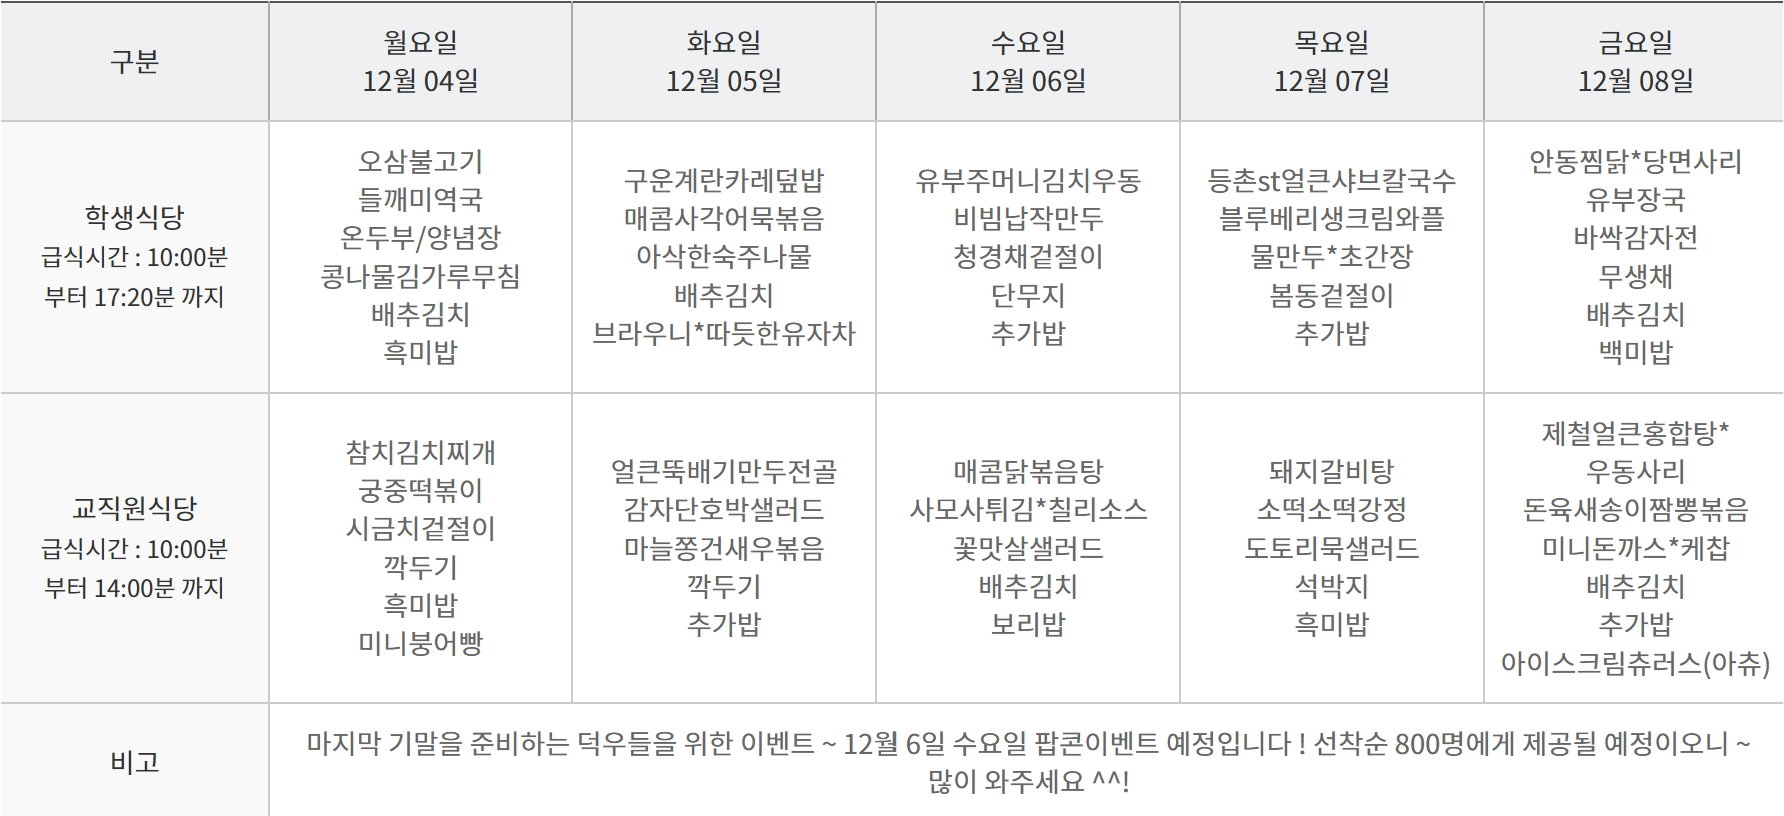 구분
월요일
12월 04일
화요일
12월 05일
수요일
12월 06일
목요일
12월 07일
금요일
12월 08일
학생식당
급식시간 : 10:00분
부터 17:20분 까지
오삼불고기
들깨미역국
온두부/양념장
콩나물김가루무침
배추김치
흑미밥
구운계란카레덮밥
매콤사각어묵볶음
아삭한숙주나물
배추김치
브라우니*따듯한유자차
유부주머니김치우동
비빔납작만두
청경채겉절이
단무지
추가밥
등촌st얼큰샤브칼국수
블루베리생크림와플
물만두*초간장
봄동겉절이
추가밥
안동찜닭*당면사리
유부장국
바싹감자전
무생채
배추김치
백미밥
교직원식당
급식시간 : 10:00분
부터 14:00분 까지
참치김치찌개
궁중떡볶이
시금치겉절이
깍두기
흑미밥
미니붕어빵
얼큰뚝배기만두전골
감자단호박샐러드
마늘쫑건새우볶음
깍두기
추가밥
매콤닭볶음탕
사모사튀김*칠리소스
꽃맛살샐러드
배추김치
보리밥
돼지갈비탕
소떡소떡강정
도토리묵샐러드
석박지
흑미밥
제철얼큰홍합탕*
우동사리
돈육새송이짬뽕볶음
미니돈까스*케찹
배추김치
추가밥
아이스크림츄러스(아츄)
비고
마지막 기말을 준비하는 덕우들을 위한 이벤트 ~ 12월 6일 수요일 팝콘이벤트 예정입니다 ! 선착순 800명에게 제공될 예정이오니 ~
많이 와주세요 ^^!